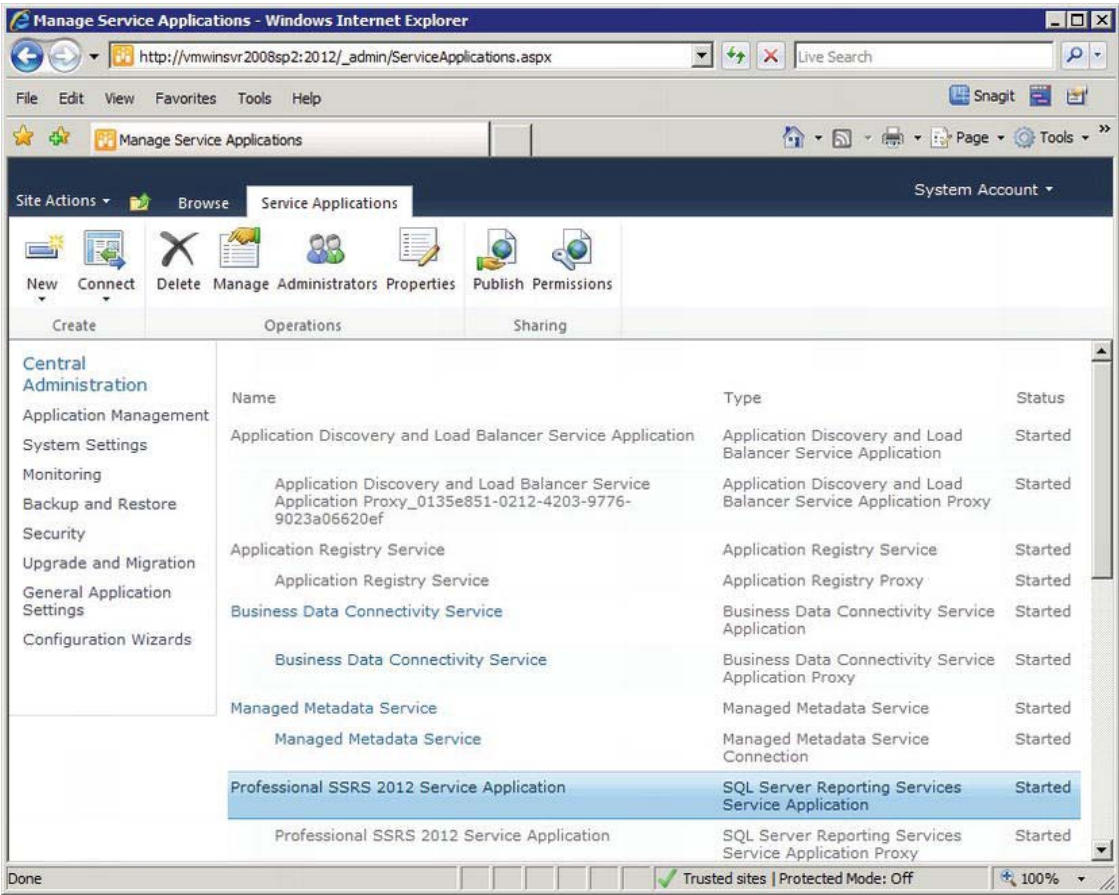 Manage Service Applications - Windows Internet Explorer
http://vmwinsvr2008sp2:2012/_admin/ServiceApplications.aspx
Live Search
File Edit View Favorites Tools Help
Snagit
Manage Service Applications
Page Tools »
Site Actions Browse Service Applications
System Account
New Connect Delete Manage Administrators Properties Publish Permissions
Create Operations Sharing
Central
Administration
Application Management
System Settings
Monitoring
Backup and Restore
Security
Upgrade and Migration
General Application
Settings
Configuration Wizards
Name Type Status
Application Discovery and Load Balancer Service Application Application Discovery and Load Started
Balancer Service Application
Application Discovery and Load Balancer Service Application Discovery and Load Started
Application Proxy_0135e851-0212-4203-9776- Balancer Service Application Proxy
9023a06620ef
Application Registry Service Application Registry Service Started
Application Registry Service Application Registry Proxy Started
Business Data Connectivity Service Business Data Connectivity Service Started
Application
Business Data Connectivity Service Business Data Connectivity Service Started
Application Proxy
Managed Metadata Service Managed Metadata Service Started
Managed Metadata Service Managed Metadata Service Started
Connection
Professional SSRS 2012 Service Application SQL Server Reporting Services Started
Service Application
Professional SSRS 2012 Service Application SQL Server Reporting Services Started
Service Application Proxy
Done Trusted sites | Protected Mode: Off 100%